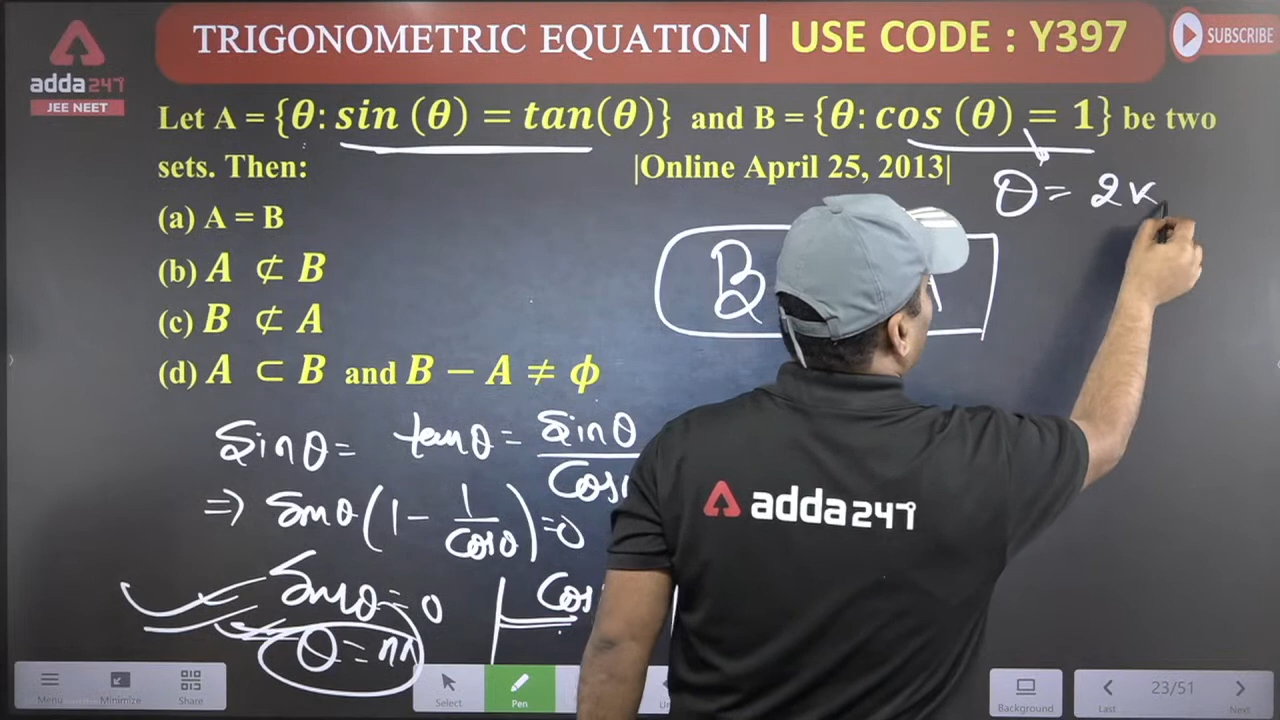 TRIGONOMETRIC EQUATION| USE CODE : Y397
SUBSCRIBE
adda247
JEE NEET
Let A = {θ: sin (θ) = tan(θ)} and B = {θ: cos (θ) = 1} be two
sets. Then: |Online April 25, 2013|
θ = 2K
(a) A = B
(b) A ⊄ B
(c) B ⊄ A
(d) A ⊂ B and B − A ≠ ϕ
B
Sinθ = tanθ = Sinθ / Cos
⇒ Sinθ(1 − 1/Cosθ) = 0
Sinθ = 0 Cos
θ = nπ
adda247
Menu Minimize Share Select Pen Background Last 23/51 Next